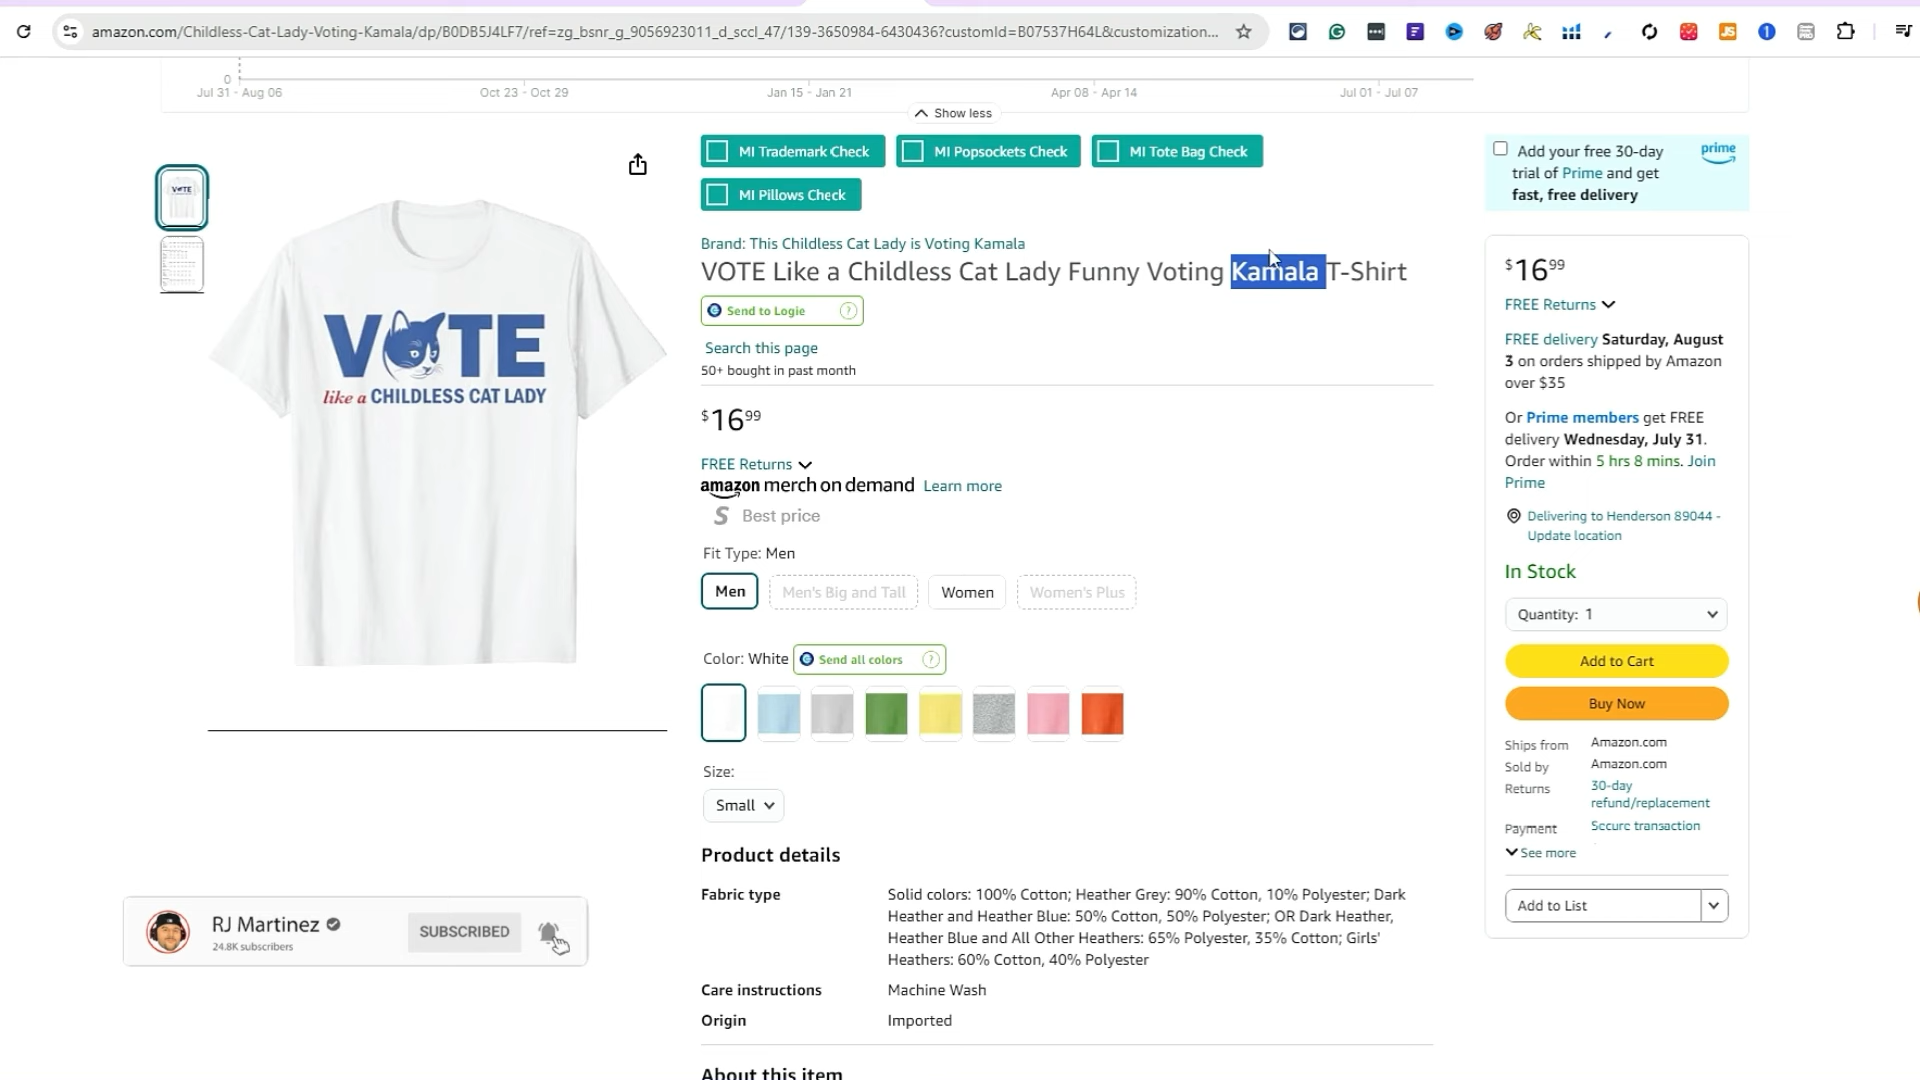 amazon.com/Childless-Cat-Lady-Voting-Kamala/dp/B0DB5J4LF7/ref=zg_bsnr_g_9056923011_d_sccl_47/139-3650984-6430436?customId=B07537H64L&customization...
0
Jul 31 - Aug 06
Oct 23 - Oct 29
Jan 15 - Jan 21
Apr 08 - Apr 14
Jul 01 - Jul 07
Show less
MI Trademark Check
MI Popsockets Check
MI Tote Bag Check
MI Pillows Check
Brand: This Childless Cat Lady is Voting Kamala
VOTE Like a Childless Cat Lady Funny Voting Kamala T-Shirt
Send to Logie ?
Search this page
50+ bought in past month
$16.99
FREE Returns
amazon merch on demand Learn more
S Best price
Fit Type: Men
Men
Men's Big and Tall
Women
Women's Plus
Color: White
Send all colors ?
Size:
Small
Product details
Fabric type
Solid colors: 100% Cotton; Heather Grey: 90% Cotton, 10% Polyester; Dark
Heather and Heather Blue: 50% Cotton, 50% Polyester; OR Dark Heather,
Heather Blue and All Other Heathers: 65% Polyester, 35% Cotton; Girls'
Heathers: 60% Cotton, 40% Polyester
Care instructions
Machine Wash
Origin
Imported
About this item
VOTE
VOTE
like a CHILDLESS CAT LADY
RJ Martinez
24.8K subscribers
SUBSCRIBED
Add your free 30-day
trial of Prime and get
fast, free delivery
prime
$16.99
FREE Returns
FREE delivery Saturday, August
3 on orders shipped by Amazon
over $35
Or Prime members get FREE
delivery Wednesday, July 31.
Order within 5 hrs 8 mins. Join
Prime
Delivering to Henderson 89044 -
Update location
In Stock
Quantity: 1
Add to Cart
Buy Now
Ships from
Amazon.com
Sold by
Amazon.com
Returns
30-day
refund/replacement
Payment
Secure transaction
See more
Add to List